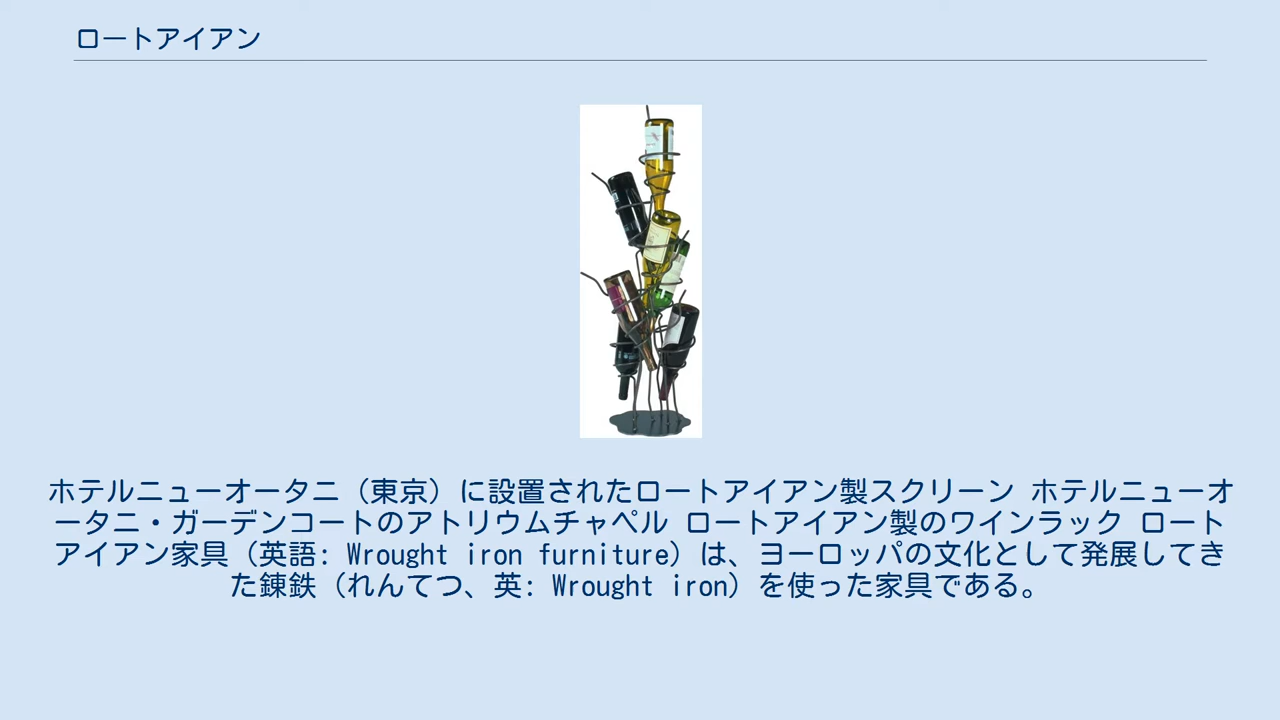 ロートアイアン
ホテルニューオータニ（東京）に設置されたロートアイアン製スクリーン ホテルニューオ
ータニ・ガーデンコートのアトリウムチャペル ロートアイアン製のワインラック ロート
アイアン家具（英語: Wrought iron furniture）は、ヨーロッパの文化として発展してき
た錬鉄（れんてつ、英: Wrought iron）を使った家具である。